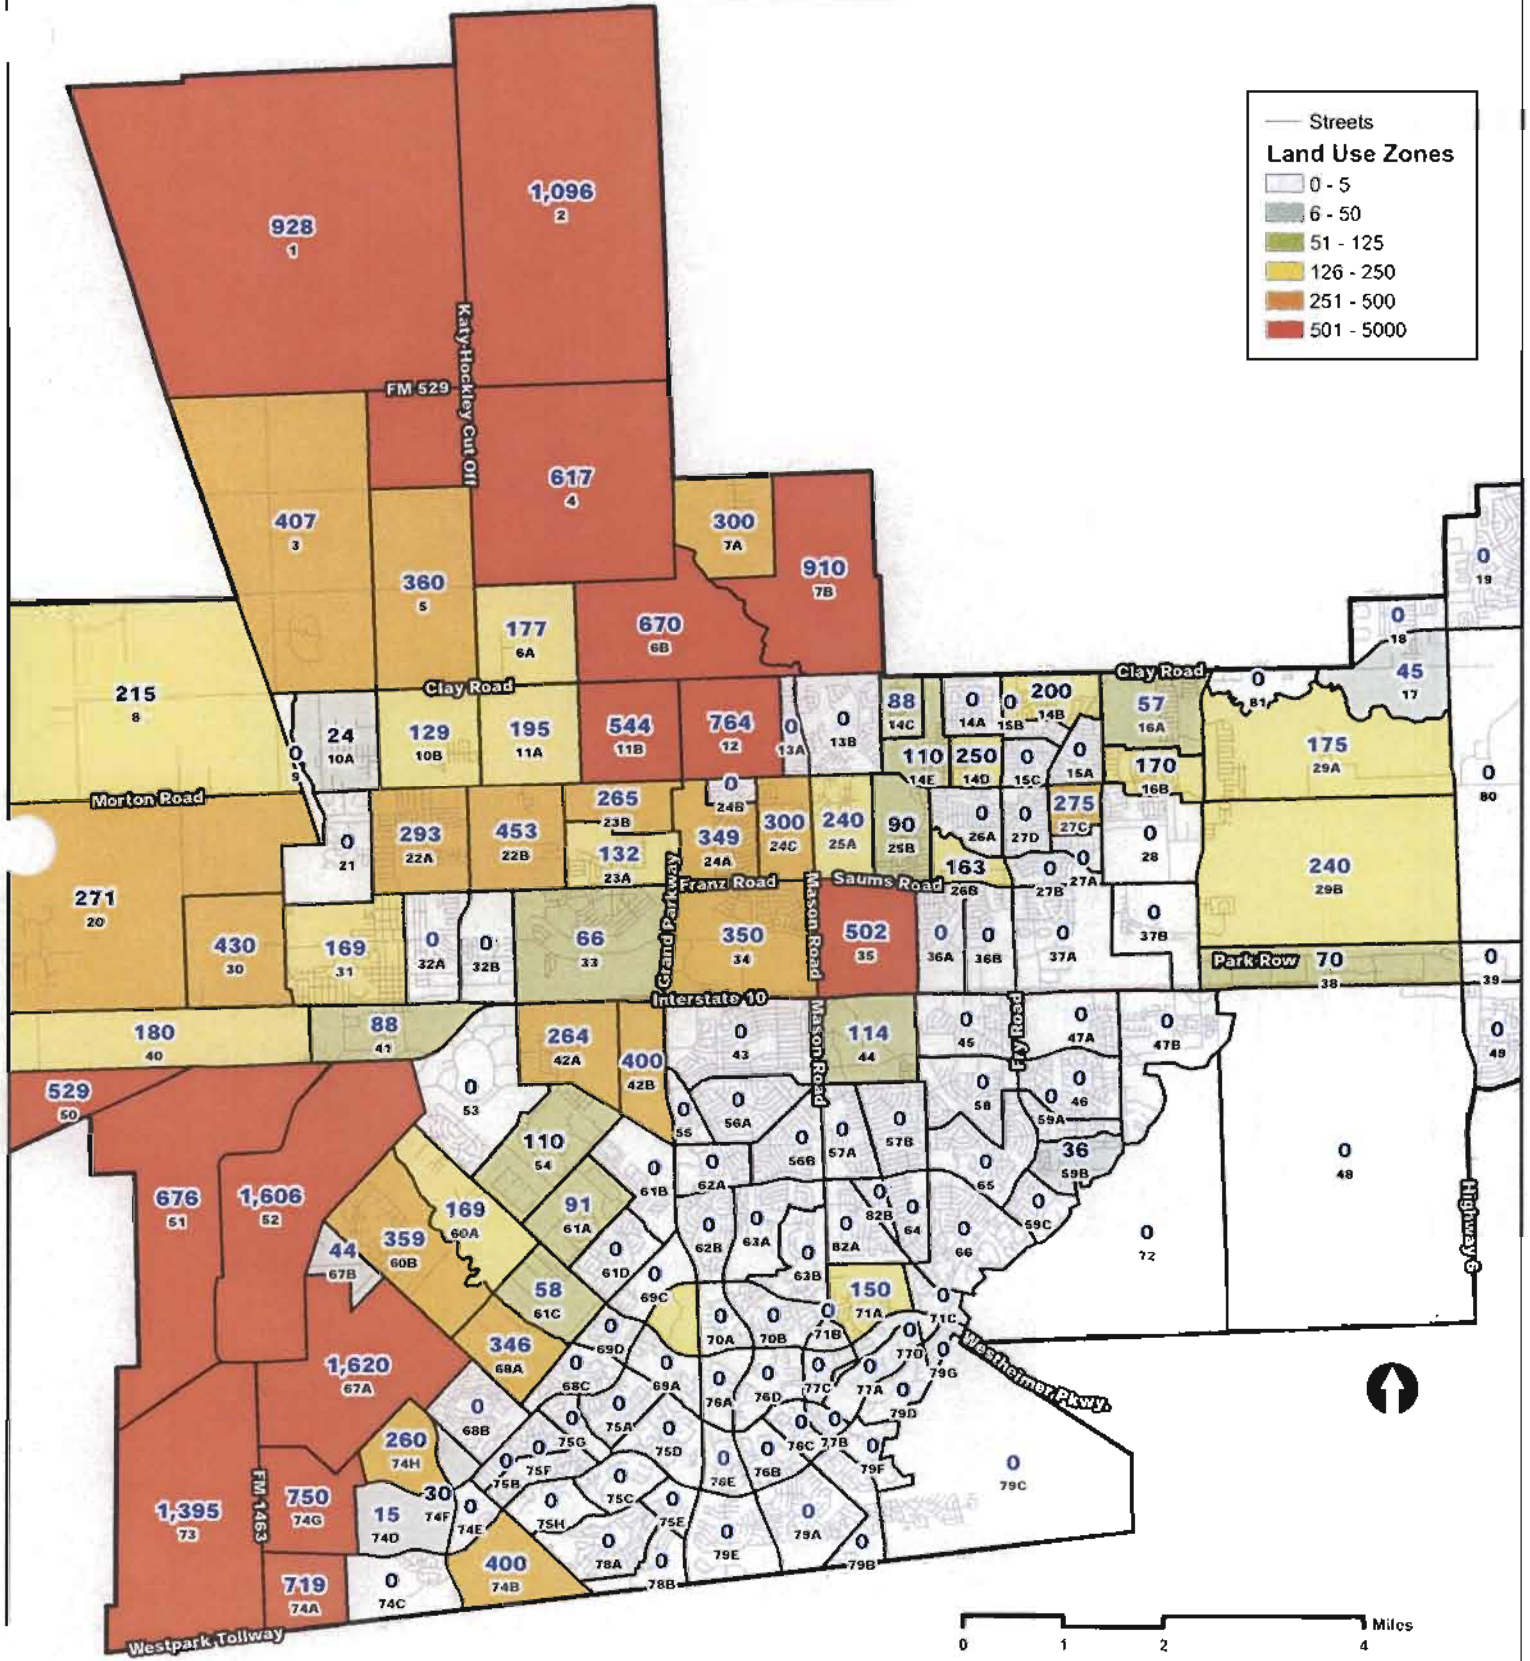 Streets
Land Use Zones
0 - 5
6 - 50
51 - 125
126 - 250
251 - 500
501 - 5000
928
1
1,096
2
Katy-Hockley Cut Off
FM 529
407
3
617
4
360
5
300
7A
910
7B
177
6A
670
6B
0
19
0
18
45
17
Clay Road
Clay Road
0
81
215
8
0
9
24
10A
129
10B
195
11A
544
11B
764
12
0
13A
0
13B
88
14C
0
14A
0
15B
200
14B
57
16A
110
14E
250
14D
0
15C
0
15A
170
16B
175
29A
0
80
Morton Road
0
21
293
22A
453
22B
265
23B
132
23A
0
24B
349
24A
300
24C
240
25A
90
25B
0
26A
0
27D
275
27C
0
28
163
26B
0
27B
0
27A
240
29B
Grand Parkway
Franz Road
Mason Road
Saums Road
271
20
430
30
169
31
0
32A
0
32B
66
33
350
34
502
35
0
36A
0
36B
0
37A
0
37B
Park Row
70
38
0
39
Interstate 10
180
40
88
41
264
42A
400
42B
0
43
Mason Road
114
44
0
45
Fry Road
0
47A
0
47B
0
49
529
50
0
53
0
55
0
56A
0
58
0
46
0
59A
110
54
0
56B
0
57A
0
57B
36
59B
0
48
676
51
1,606
52
0
61B
0
62A
0
65
169
60A
91
61A
0
82B
0
64
0
59C
Highway 6
44
67B
359
60B
0
61D
0
62B
0
63A
0
63B
0
82A
0
66
0
72
58
61C
0
69C
150
71A
0
71C
346
68A
0
69D
0
70A
0
70B
0
71B
0
77D
0
79G
Westheimer Pkwy.
1,620
67A
0
68C
0
69A
0
76A
0
76D
0
77C
0
77A
0
79D
0
68B
0
75G
0
75A
0
75D
0
76C
0
77B
260
74H
0
75B
0
75F
0
76E
0
76B
0
79F
0
79C
FM 1463
1,395
73
750
74G
15
74D
30
74F
0
74E
0
75H
0
75C
0
75E
0
79A
719
74A
0
74C
400
74B
0
78A
0
78B
0
79E
0
79B
Westpark Tollway
Miles
0
1
2
4